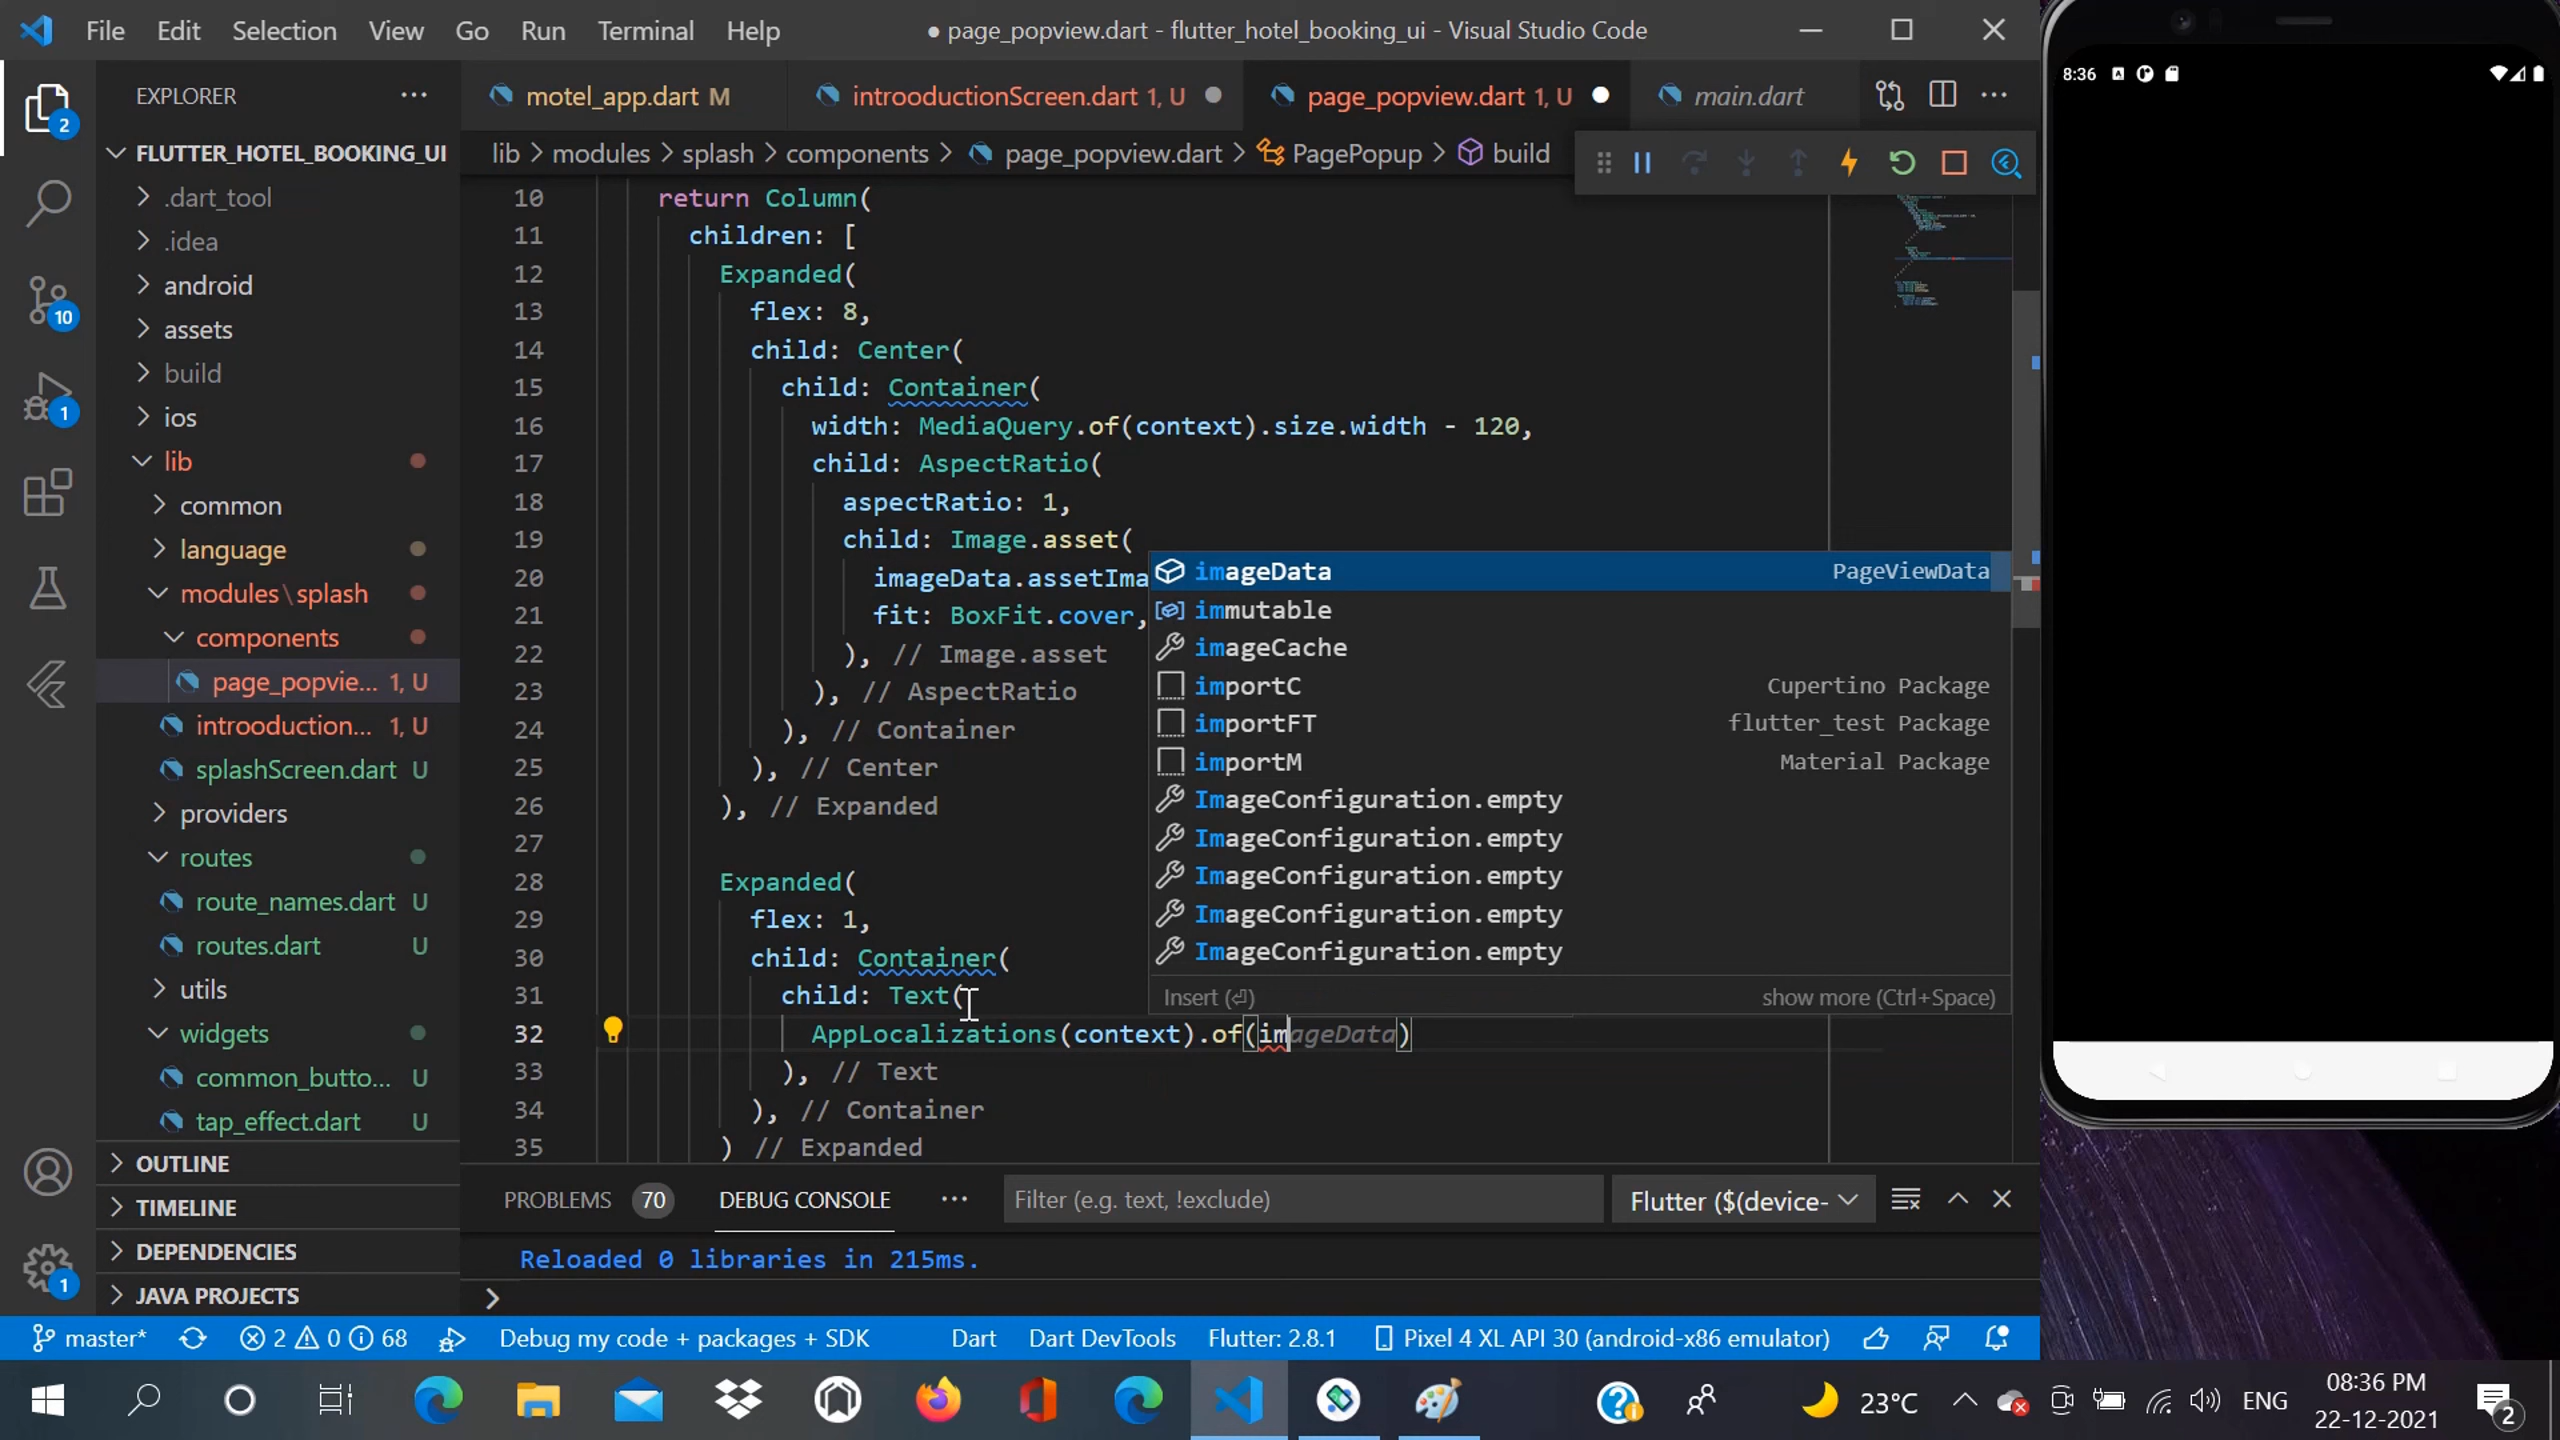 File Edit Selection View Go Run Terminal Help
● page_popview.dart - flutter_hotel_booking_ui - Visual Studio Code
8:36
EXPLORER ...
motel_app.dart M
introoductionScreen.dart 1, U
page_popview.dart 1, U
main.dart
lib > modules > splash > components > page_popview.dart > PagePopup > build
FLUTTER_HOTEL_BOOKING_UI
.dart_tool
.idea
android
assets
build
ios
lib
common
language
modules\splash
components
page_popvie... 1, U
introoduction... 1, U
splashScreen.dart U
providers
routes
route_names.dart U
routes.dart U
utils
widgets
common_butto... U
tap_effect.dart U
OUTLINE
TIMELINE
DEPENDENCIES
JAVA PROJECTS
2
10
1
1
10 return Column(
11 children: [
12 Expanded(
13 flex: 8,
14 child: Center(
15 child: Container(
16 width: MediaQuery.of(context).size.width - 120,
17 child: AspectRatio(
18 aspectRatio: 1,
19 child: Image.asset(
20 imageData.assetIma
21 fit: BoxFit.cover,
22 ), // Image.asset
23 ), // AspectRatio
24 ), // Container
25 ), // Center
26 ), // Expanded
27
28 Expanded(
29 flex: 1,
30 child: Container(
31 child: Text(
32 AppLocalizations(context).of(imageData)
33 ), // Text
34 ), // Container
35 ) // Expanded
imageData PageViewData
immutable
imageCache
importC Cupertino Package
importFT flutter_test Package
importM Material Package
ImageConfiguration.empty
ImageConfiguration.empty
ImageConfiguration.empty
ImageConfiguration.empty
ImageConfiguration.empty
Insert (⏎) show more (Ctrl+Space)
PROBLEMS 70 DEBUG CONSOLE ... Filter (e.g. text, !exclude) Flutter ($(device-
Reloaded 0 libraries in 215ms.
>
master* 2 0 68 Debug my code + packages + SDK Dart Dart DevTools Flutter: 2.8.1 Pixel 4 XL API 30 (android-x86 emulator)
23°C ENG 08:36 PM
22-12-2021 2